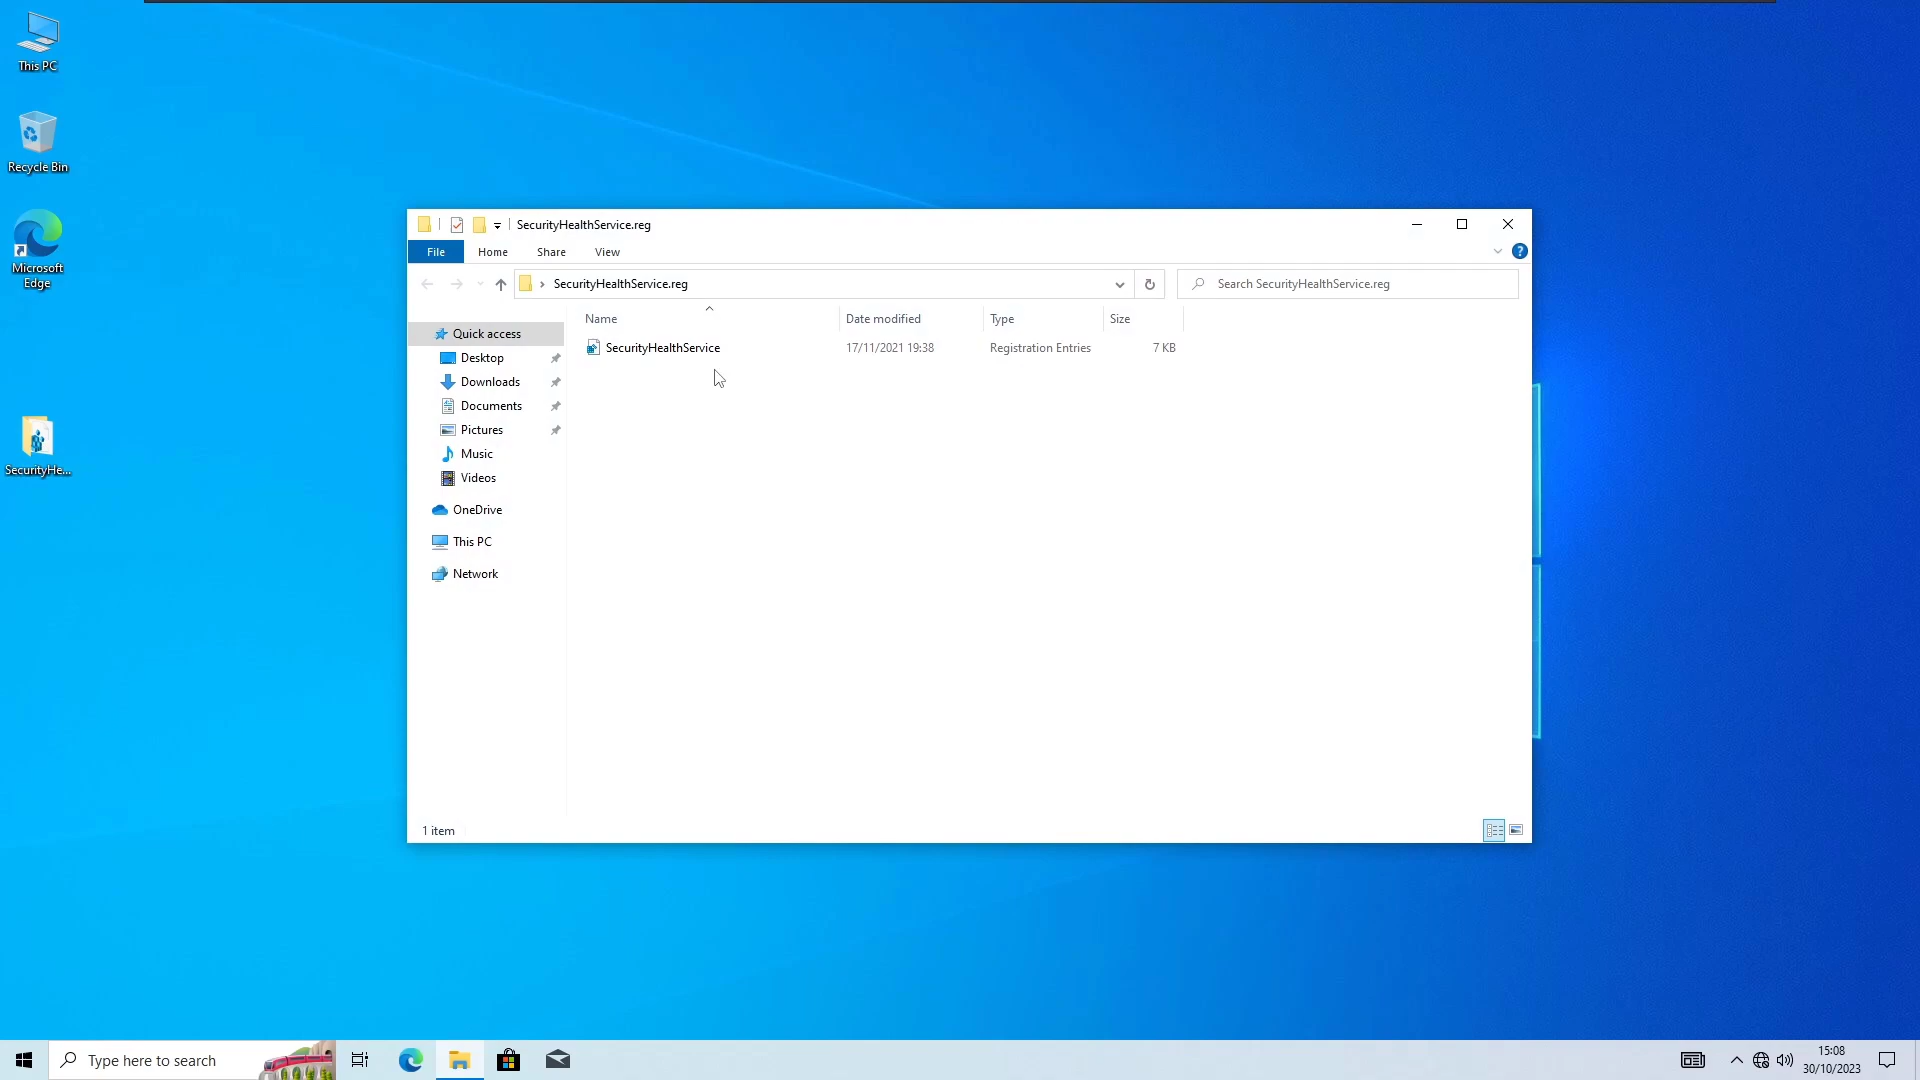 This PC
Recycle Bin
Microsoft
Edge
SecurityHe...
SecurityHealthService.reg
File
Home
Share
View
SecurityHealthService.reg
Search SecurityHealthService.reg
Name
Date modified
Type
Size
SecurityHealthService
17/11/2021 19:38
Registration Entries
7 KB
Quick access
Desktop
Downloads
Documents
Pictures
Music
Videos
OneDrive
This PC
Network
1 item
Type here to search
15:08
30/10/2023